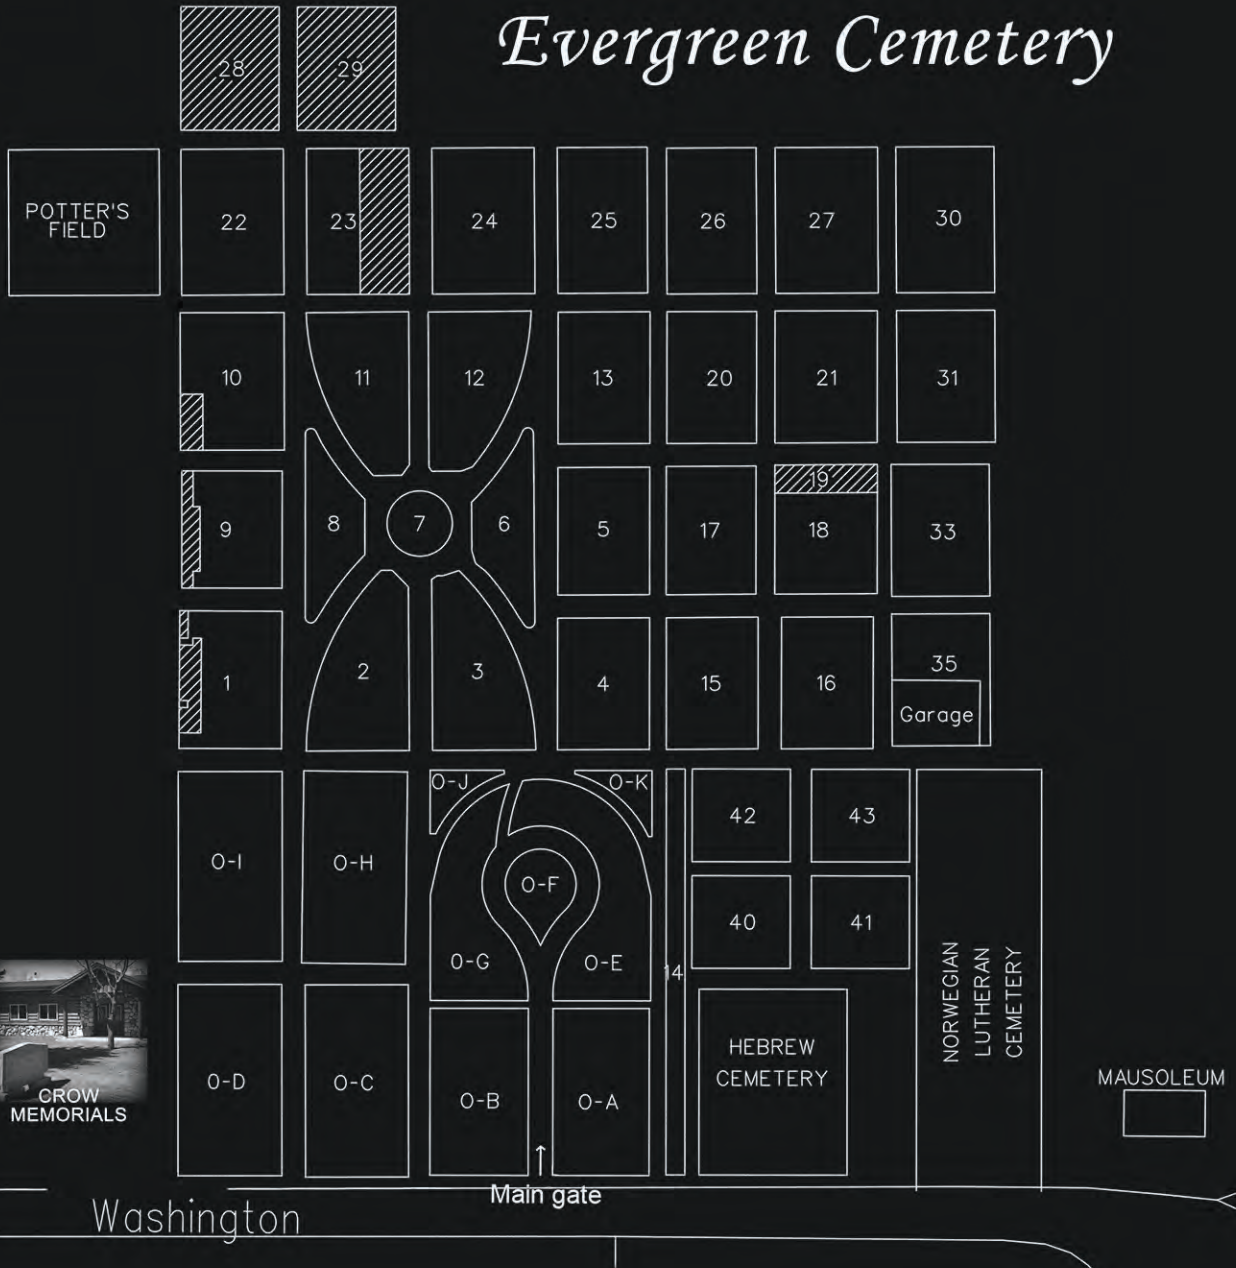 Evergreen Cemetery
28
29
POTTER'S
FIELD
22
23
24
25
26
27
30
10
11
12
13
20
21
31
9
8
7
6
5
17
19
18
33
1
2
3
4
15
16
35
Garage
O-J
O-K
42
43
O-I
O-H
O-F
40
41
O-G
O-E
14
NORWEGIAN
LUTHERAN
CEMETERY
HEBREW
CEMETERY
MAUSOLEUM
CROW
MEMORIALS
O-D
O-C
O-B
O-A
Main gate
Washington